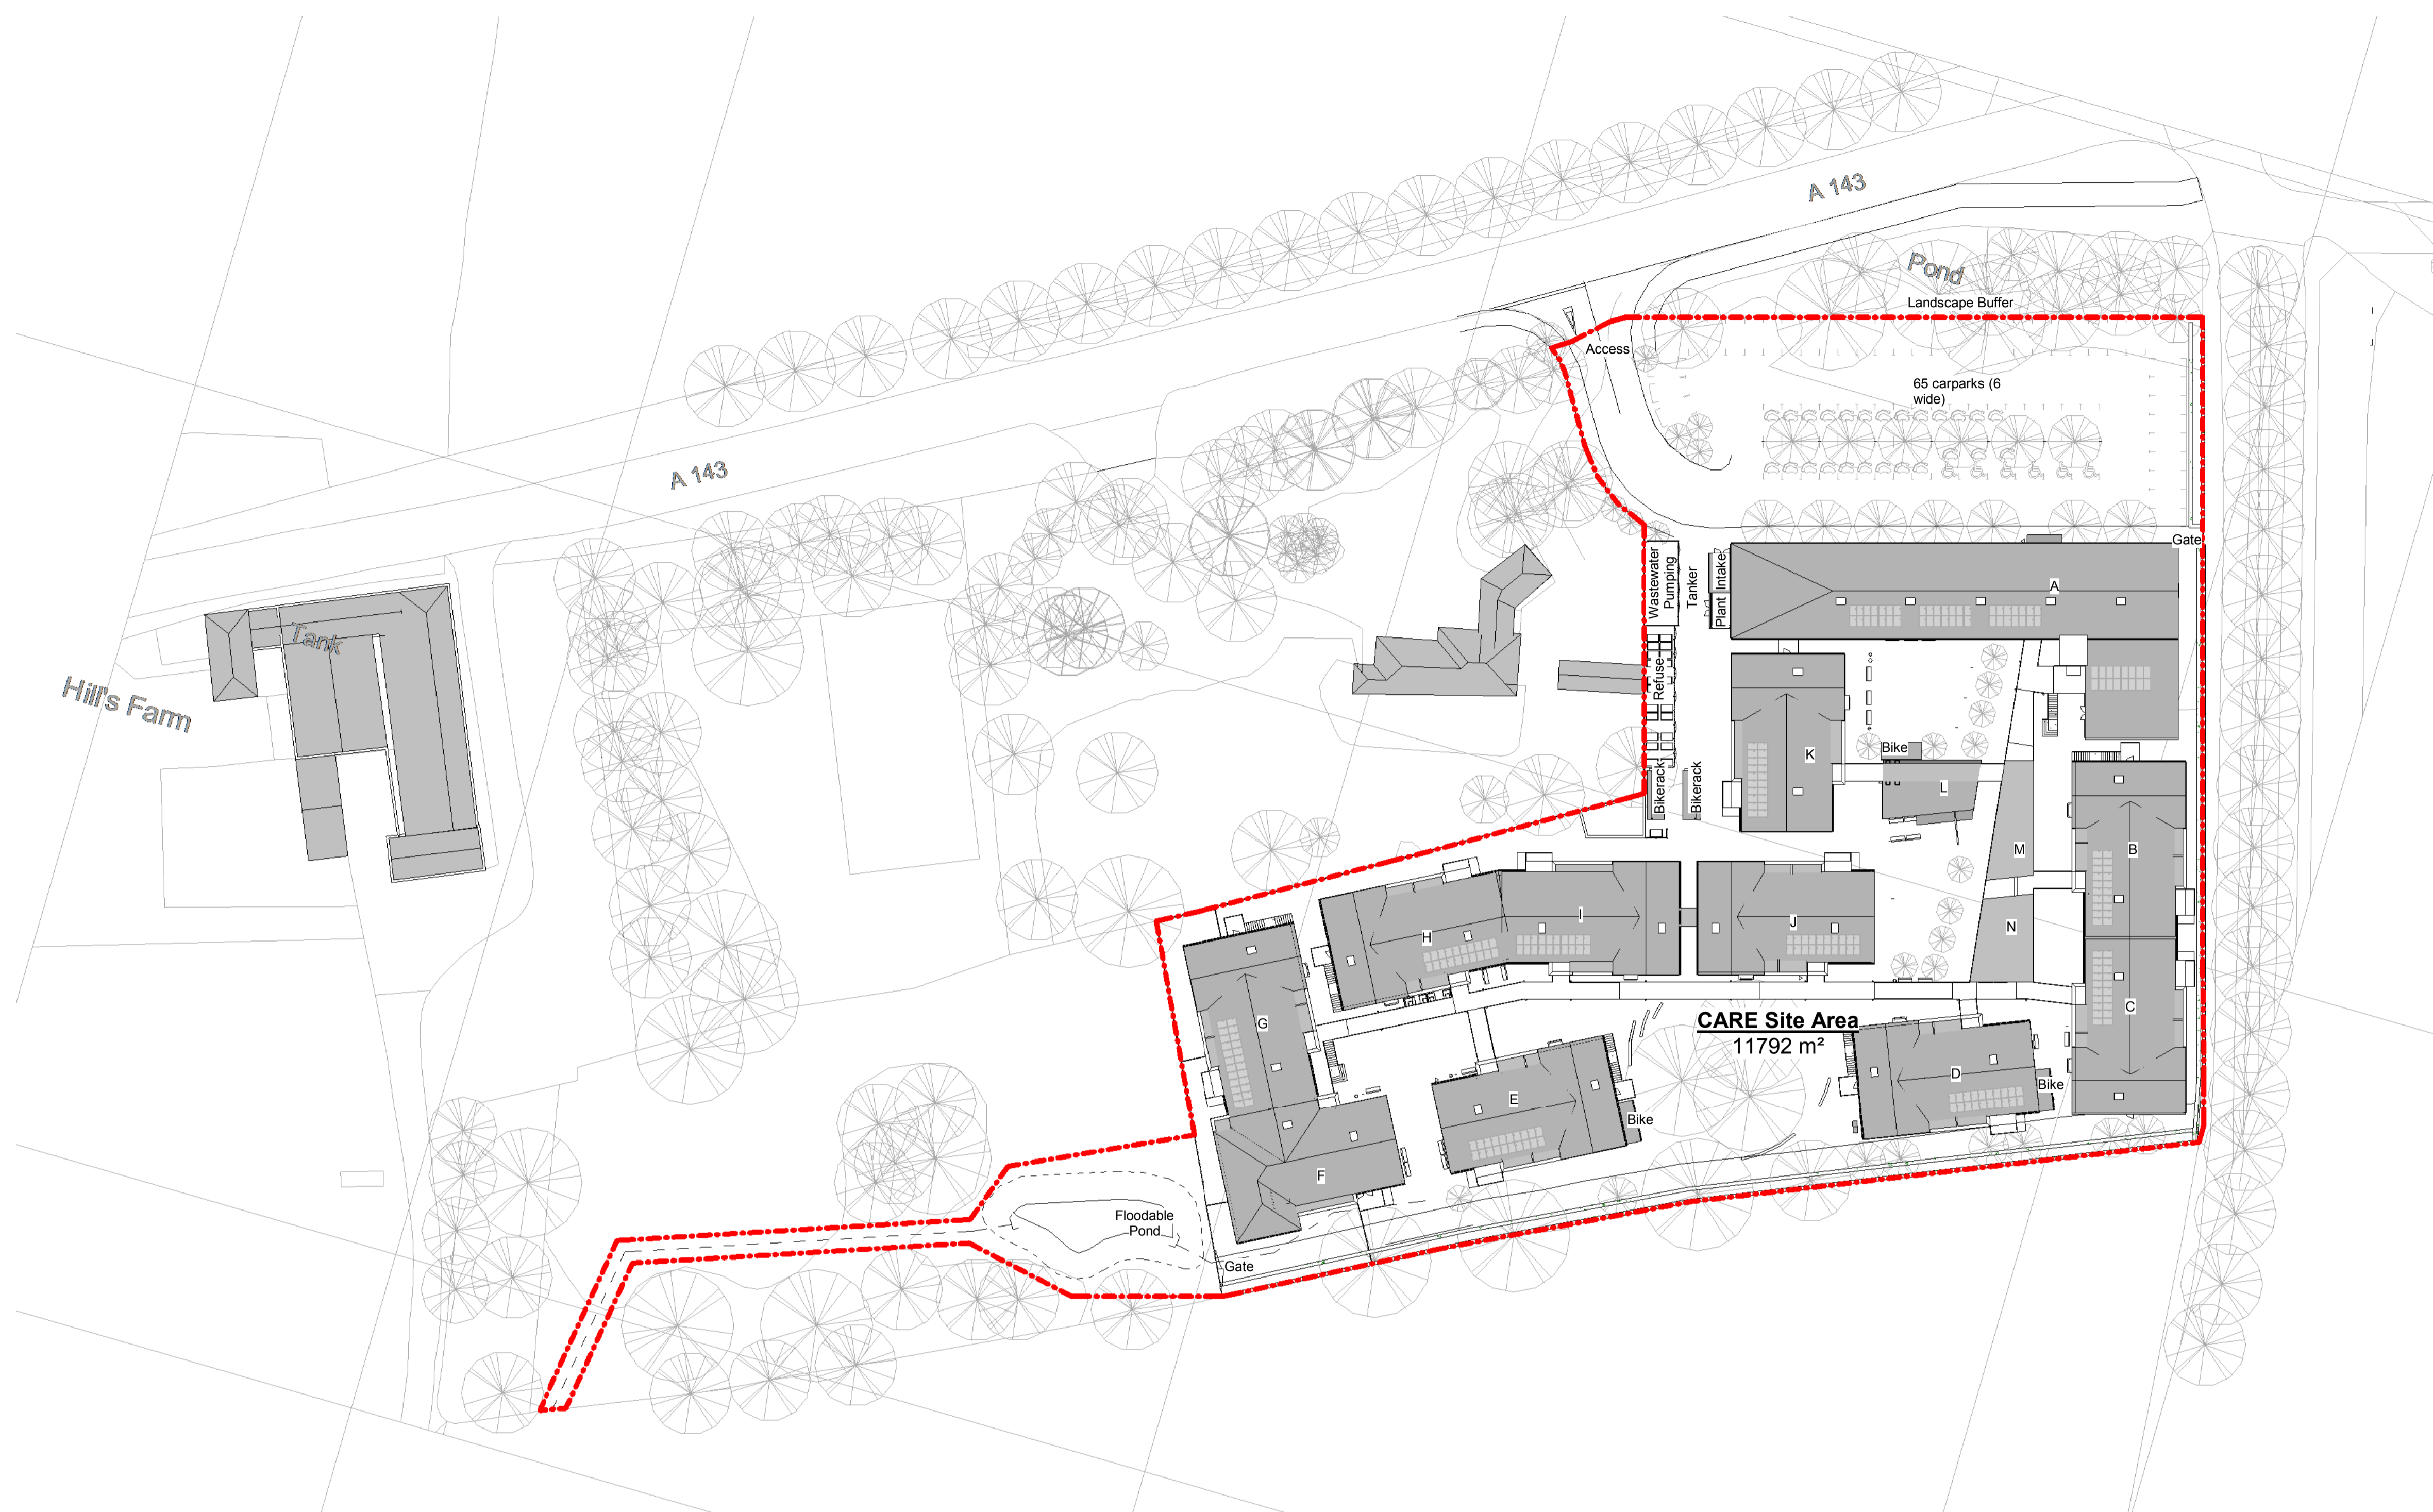 A 143
Pond
Landscape Buffer
Access
65 carparks (6
wide)
A 143
Gate
Wastewater
Pumping
Tanker
Plant
Intake
A
Tank
Hill's Farm
Refuse
K
Bike
L
Bikerack
Bikerack
M
B
N
I
J
H
G
CARE Site Area
11792 m²
C
E
D
Bike
Bike
F
Floodable
Pond
Gate